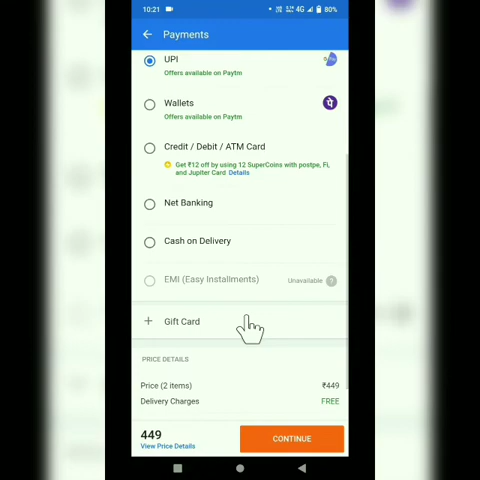 10:21 4G 80%
Payments
UPI
Offers available on Paytm
Wallets
Offers available on Paytm
Credit / Debit / ATM Card
Get ₹12 off by using 12 SuperCoins with postpe, Fi,
and Jupiter Card Details
Net Banking
Cash on Delivery
EMI (Easy Installments) Unavailable ?
+ Gift Card
PRICE DETAILS
Price (2 items) ₹449
Delivery Charges FREE
449
View Price Details
CONTINUE